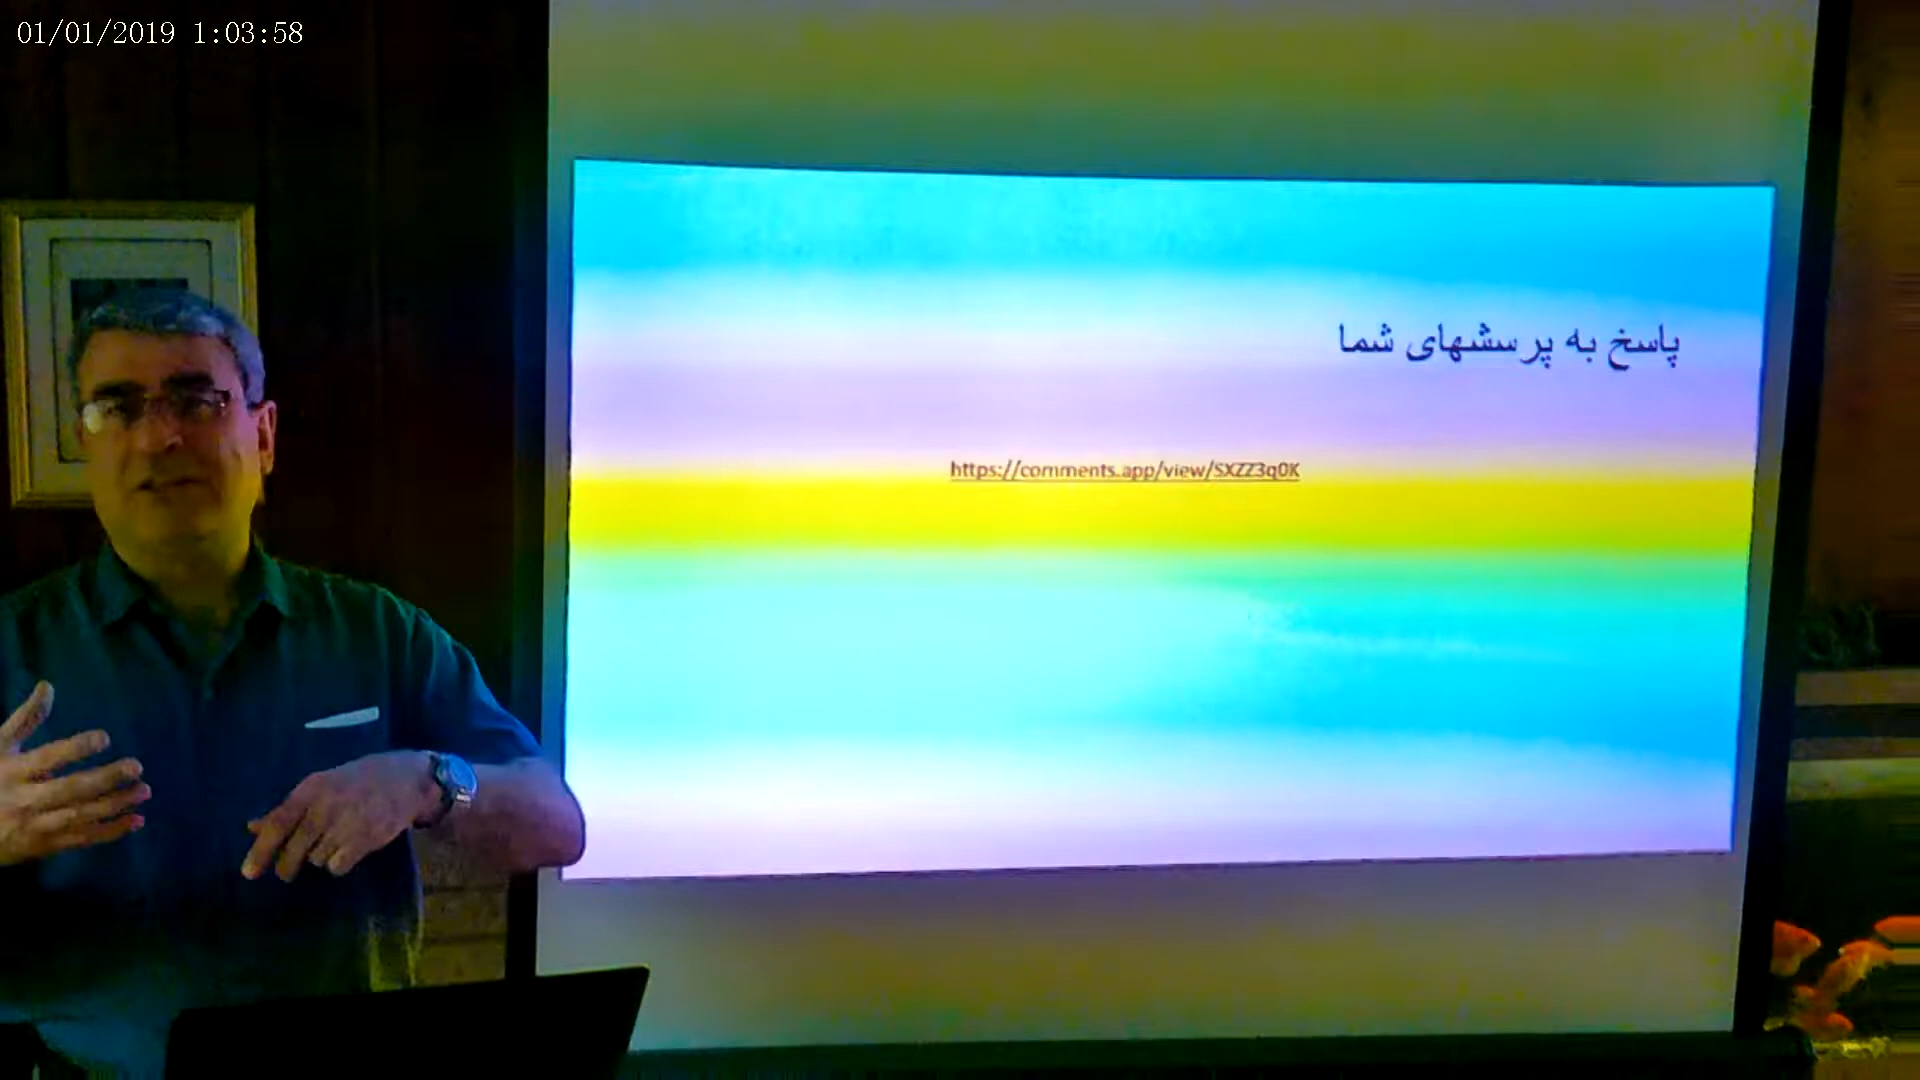 01/01/2019 1:03:58
پاسخ به پرسشهای شما
https://comments.app/view/SXZZ3q0K